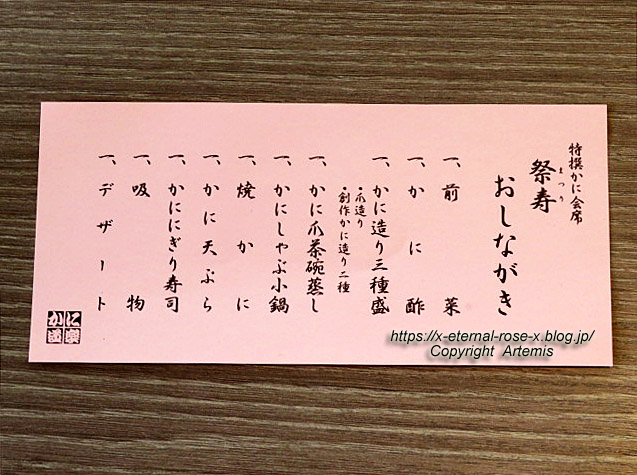 特撰かに会席
祭寿
まつり
おしながき
一、前菜
一、かに酢
一、かに造り三種盛
・爪造り
・創作かに造り二種
一、かに爪茶碗蒸し
一、かにしゃぶ小鍋
一、焼かに
一、かに天ぷら
一、かににぎり寿司
一、吸物
一、デザート
https://x-eternal-rose-x.blog.jp/
Copyright Artemis